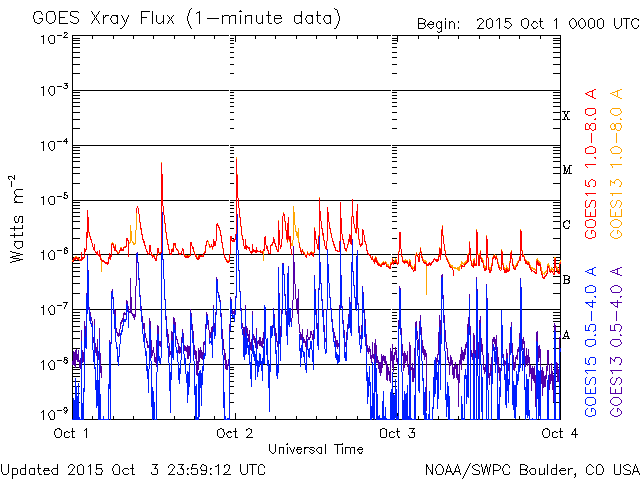 GOES Xray Flux (1-minute data)
Begin: 2015 Oct 1 0000 UTC
10-2
10-3
10-4
10-5
10-6
10-7
10-8
10-9
Watts m-2
X
M
C
B
A
GOES15 1.0-8.0 A
GOES13 1.0-8.0 A
GOES15 0.5-4.0 A
GOES13 0.5-4.0 A
Oct 1 Oct 2 Oct 3 Oct 4
Universal Time
Updated 2015 Oct 3 23:59:12 UTC
NOAA/SWPC Boulder, CO USA